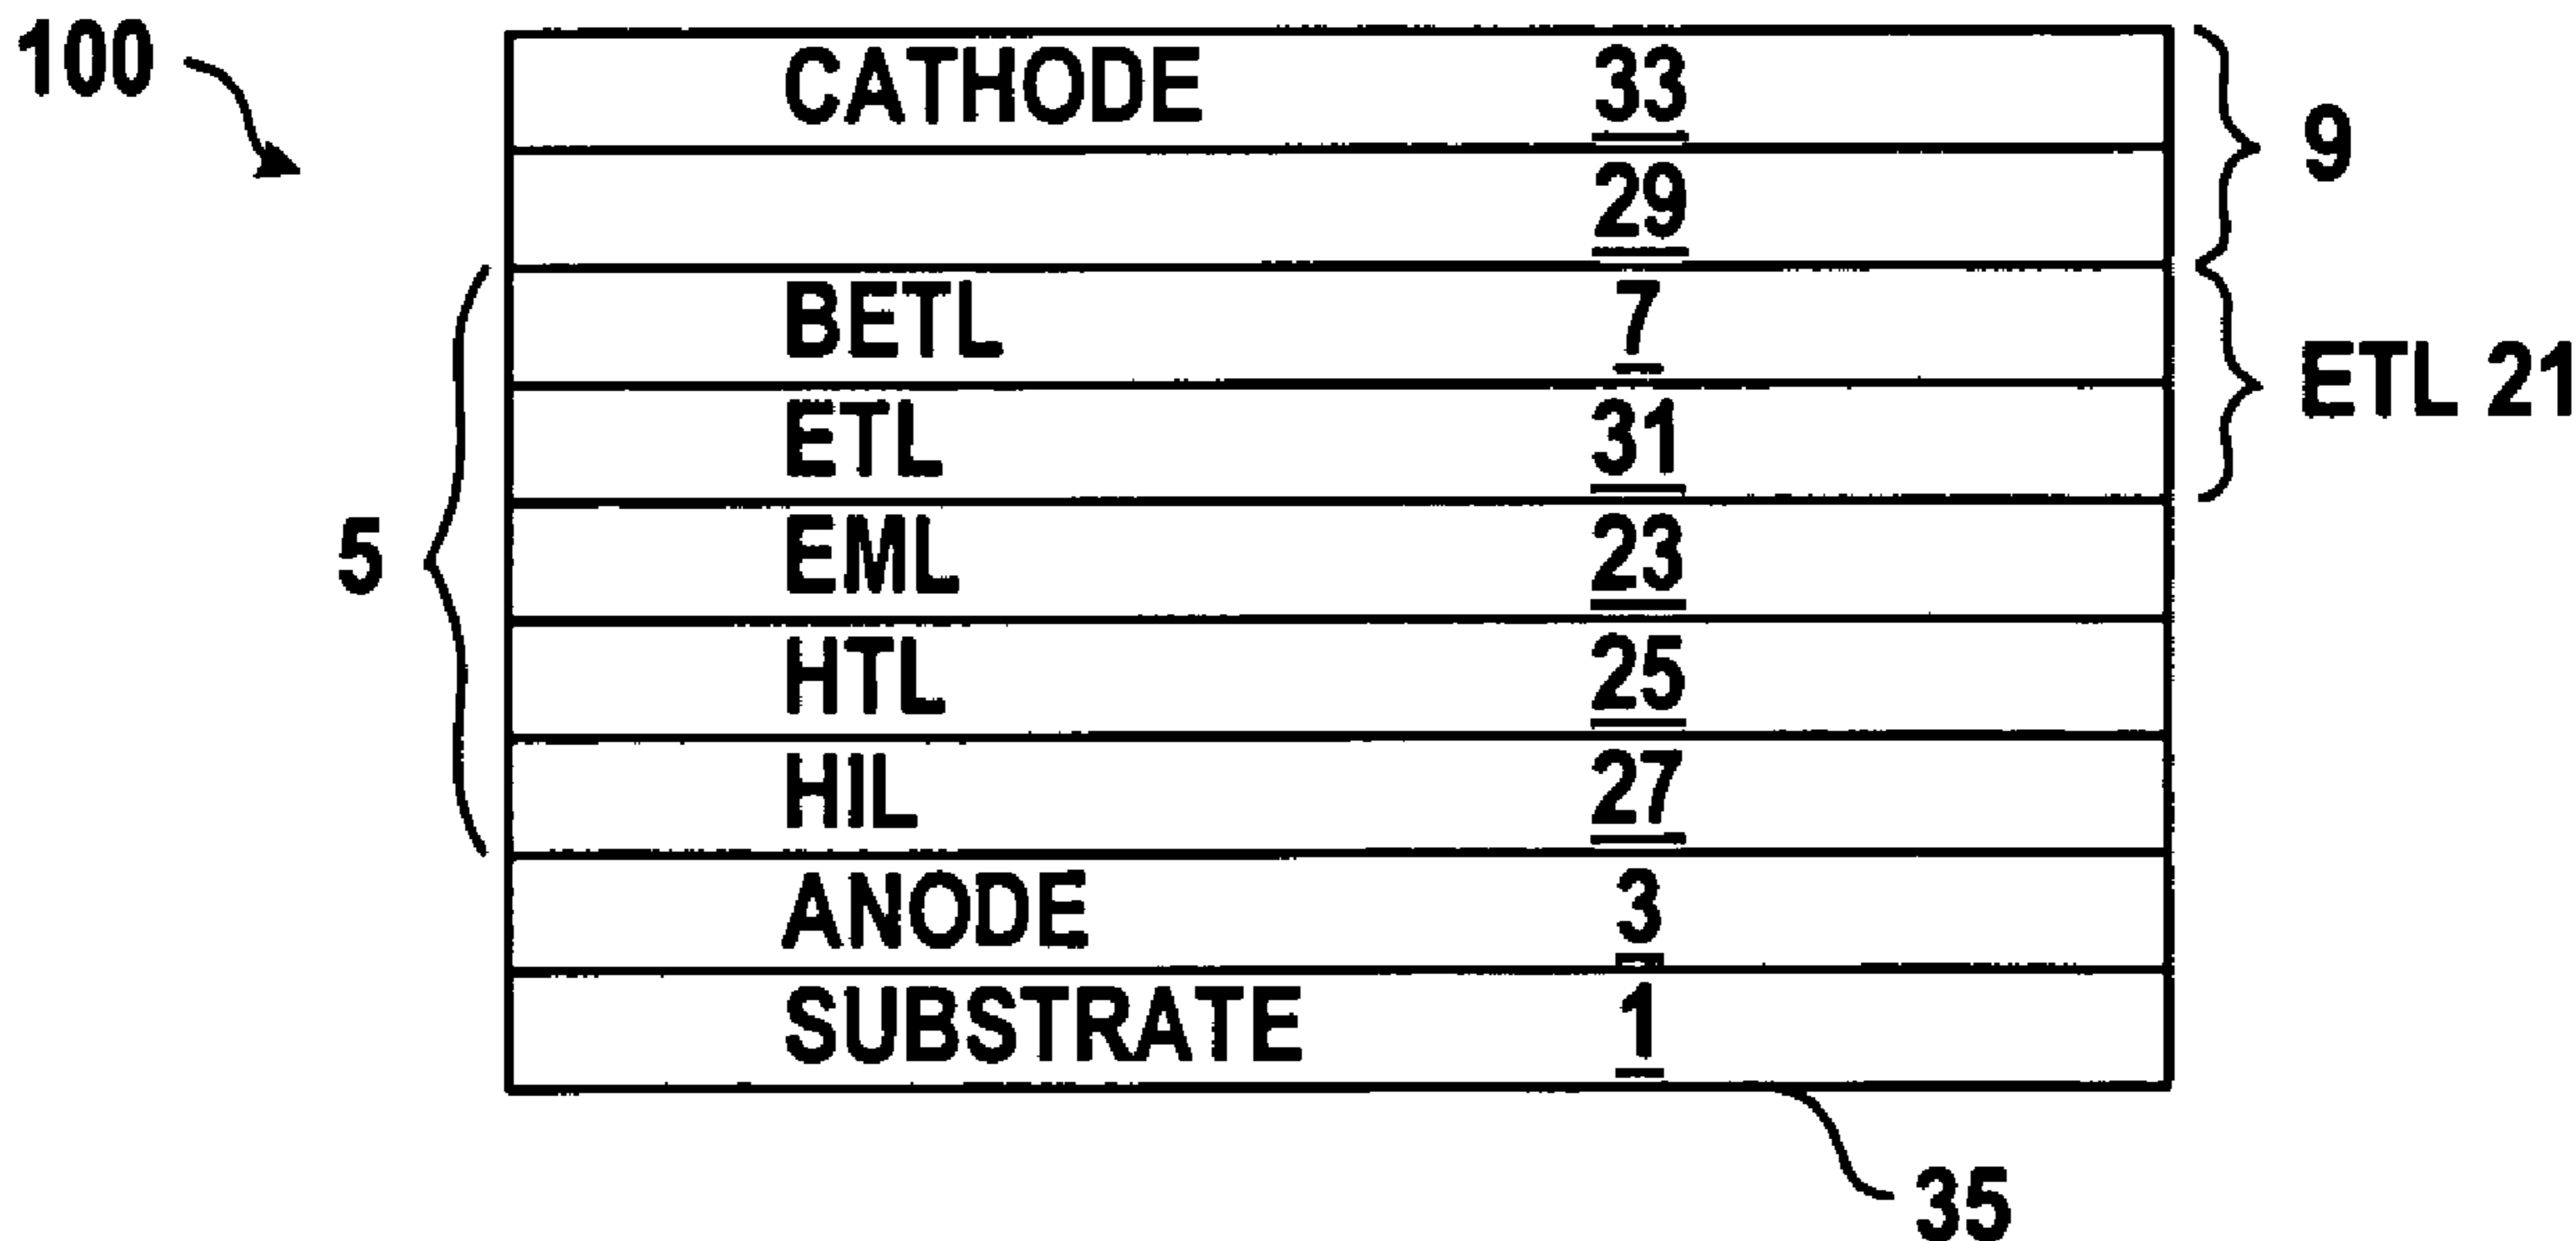 100
CATHODE 33
9
29
BETL 7
ETL 21
ETL 31
5
EML 23
HTL 25
HIL 27
ANODE 3
SUBSTRATE 1
35